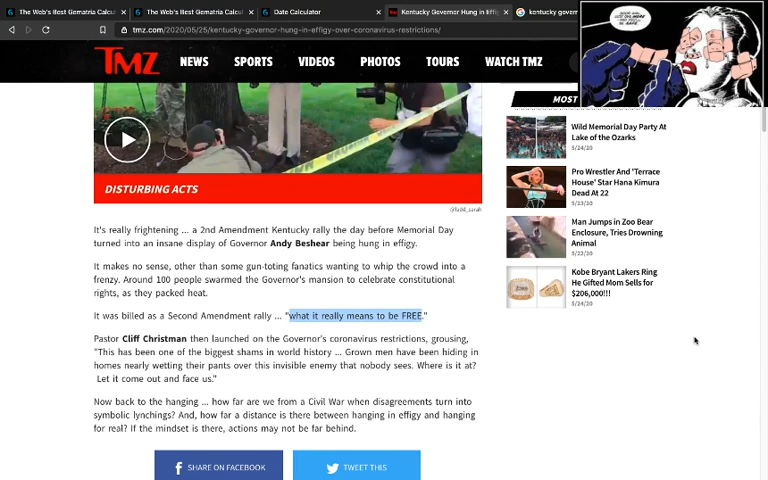 The Web's Best Gematria Calc
The Web's Best Gematria Calc
Date Calculator
Kentucky Governor Hung in Effi
kentucky gover
tmz.com/2020/05/25/kentucky-governor-hung-in-effigy-over-coronavirus-restrictions/
TMZ
NEWS SPORTS VIDEOS PHOTOS TOURS WATCH TMZ
DISTURBING ACTS
It's really frightening ... a 2nd Amendment Kentucky rally the day before Memorial Day
turned into an insane display of Governor Andy Beshear being hung in effigy.
It makes no sense, other than some gun-toting fanatics wanting to whip the crowd into a
frenzy. Around 100 people swarmed the Governor's mansion to celebrate constitutional
rights, as they packed heat.
It was billed as a Second Amendment rally ... "what it really means to be FREE."
Pastor Cliff Christman then launched on the Governor's coronavirus restrictions, grousing,
"This has been one of the biggest shams in world history ... Grown men have been hiding in
homes nearly wetting their pants over this invisible enemy that nobody sees. Where is it at?
Let it come out and face us."
Now back to the hanging ... how far are we from a Civil War when disagreements turn into
symbolic lynchings? And, how far a distance is there between hanging in effigy and hanging
for real? If the mindset is there, actions may not be far behind.
SHARE ON FACEBOOK
TWEET THIS
MOST
Wild Memorial Day Party At
Lake of the Ozarks
5/24/20
Pro Wrestler And 'Terrace
House' Star Hana Kimura
Dead At 22
5/23/20
Man Jumps in Zoo Bear
Enclosure, Tries Drowning
Animal
5/22/20
Kobe Bryant Lakers Ring
He Gifted Mom Sells for
$206,000!!!
5/24/20